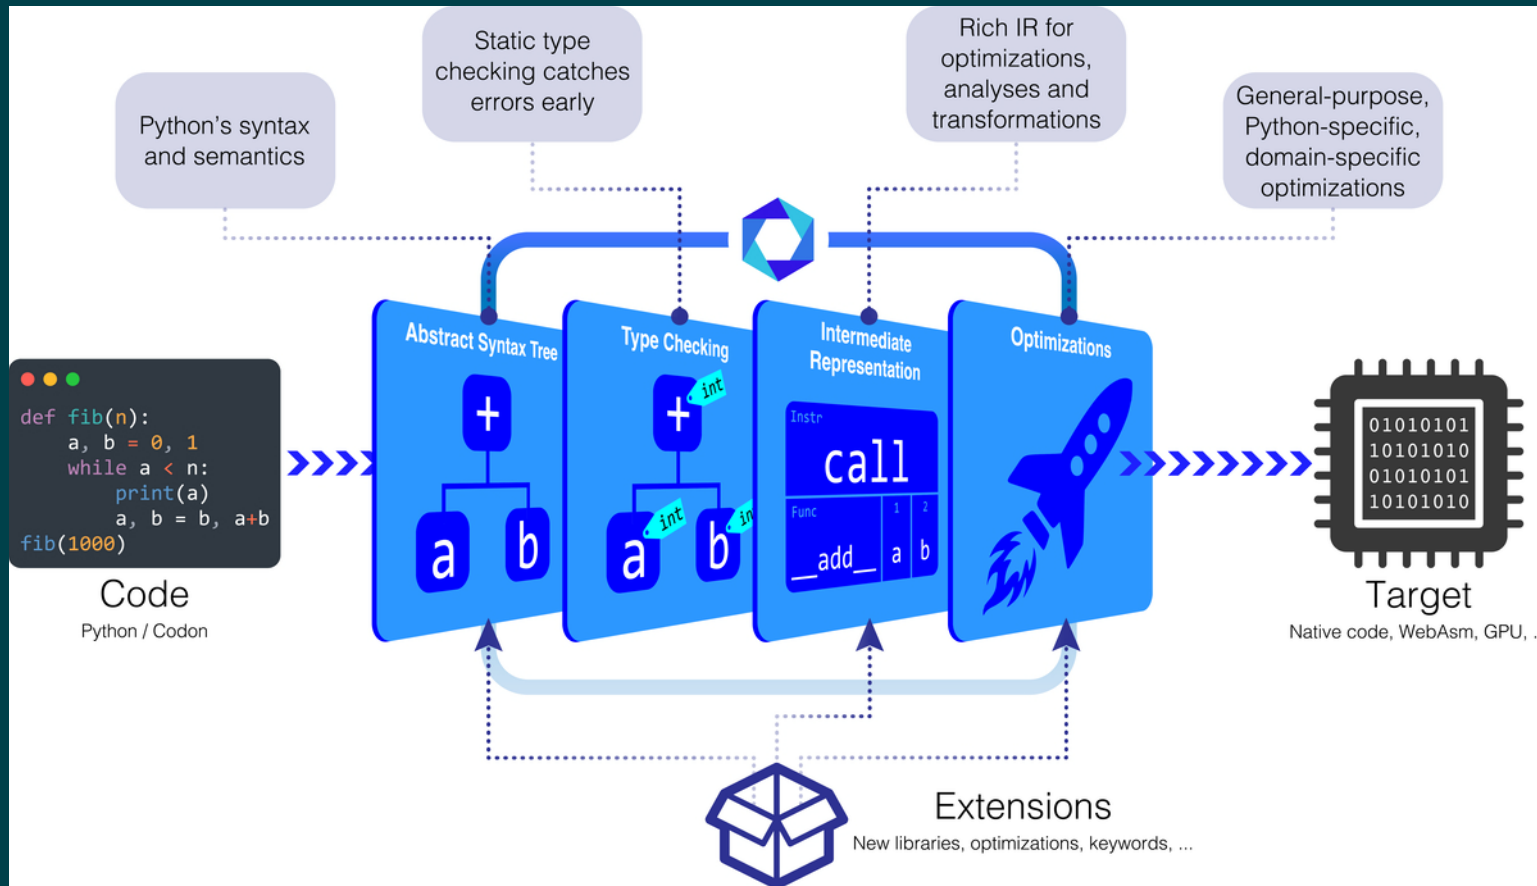 Python's syntax
and semantics
Static type
checking catches
errors early
Rich IR for
optimizations,
analyses and
transformations
General-purpose,
Python-specific,
domain-specific
optimizations
def fib(n):
    a, b = 0, 1
    while a < n:
        print(a)
        a, b = b, a+b
fib(1000)
Code
Python / Codon
Abstract Syntax Tree
+
a b
Type Checking
+ int
a int b in
Intermediate
Representation
Instr
call
Func 1 2
__add__ a b
Optimizations
01010101
10101010
01010101
10101010
Target
Native code, WebAsm, GPU, ..
Extensions
New libraries, optimizations, keywords, ...